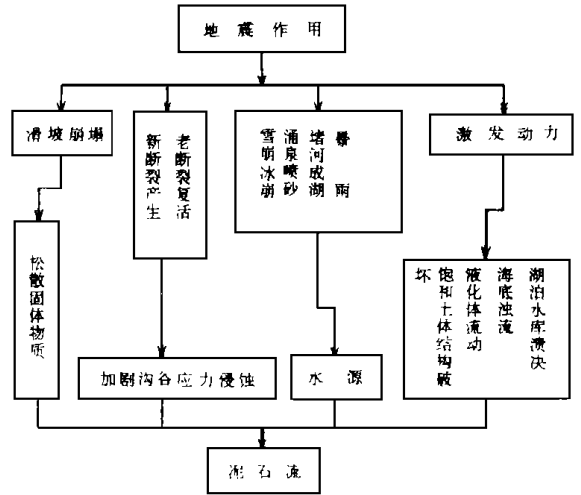 地震作用
滑坡崩塌
老断裂复活
新断裂产生
暴雨
堵河成湖
涌泉喷砂
雪崩冰崩
激发动力
松散固体物质
加剧沟谷应力侵蚀
水源
湖泊水库溃决
海底浊流
液化体流动
饱和土体结构破
坏
泥石流